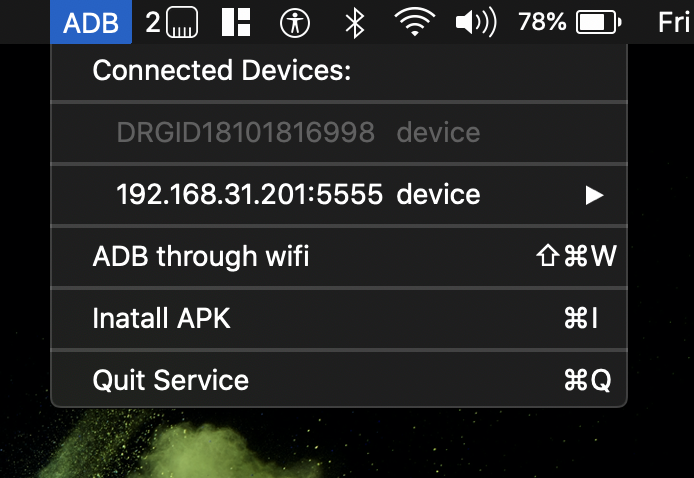 ADB 2 78% Fri
Connected Devices:
DRGID18101816998 device
192.168.31.201:5555 device ▶
ADB through wifi ⇧⌘W
Inatall APK ⌘I
Quit Service ⌘Q